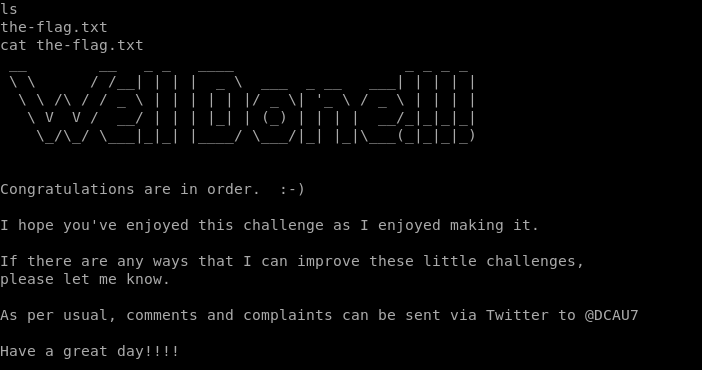 ls
the-flag.txt
cat the-flag.txt
Well Done!!!!
Congratulations are in order.  :-)
I hope you've enjoyed this challenge as I enjoyed making it.
If there are any ways that I can improve these little challenges,
please let me know.
As per usual, comments and complaints can be sent via Twitter to @DCAU7
Have a great day!!!!